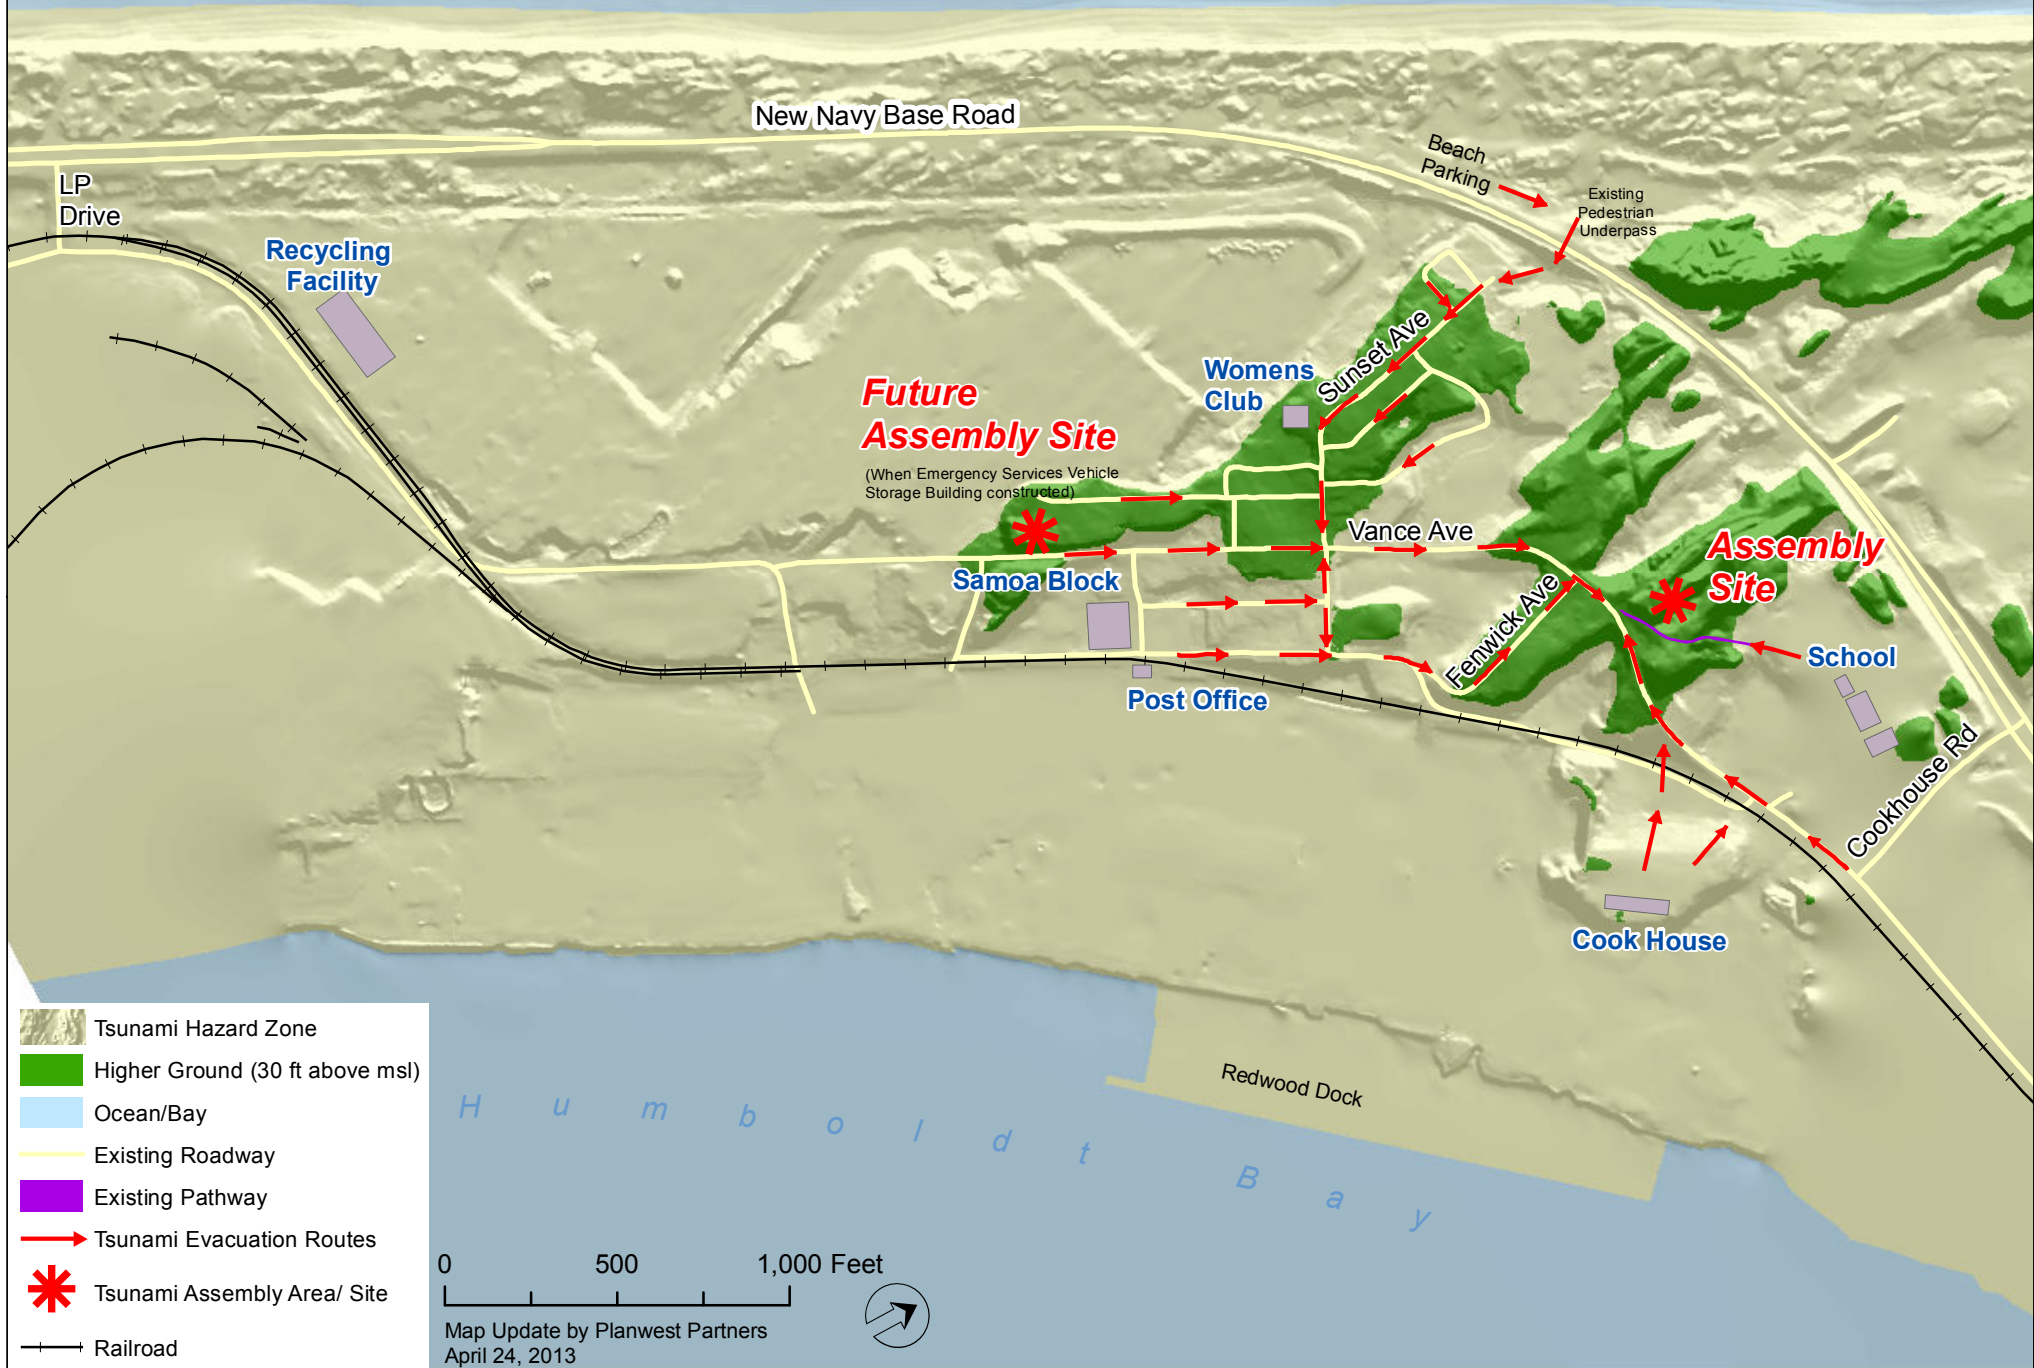 New Navy Base Road
Beach
Parking
Existing
Pedestrian
Underpass
LP
Drive
Recycling
Facility
Sunset Ave
Womens
Club
Future
Assembly Site
(When Emergency Services Vehicle
Storage Building constructed)
Vance Ave
Assembly
Site
Samoa Block
Fenwick Ave
School
Post Office
Cookhouse Rd
Cook House
Redwood Dock
Humboldt Bay
Tsunami Hazard Zone
Higher Ground (30 ft above msl)
Ocean/Bay
Existing Roadway
Existing Pathway
Tsunami Evacuation Routes
Tsunami Assembly Area/ Site
Railroad
0 500 1,000 Feet
Map Update by Planwest Partners
April 24, 2013